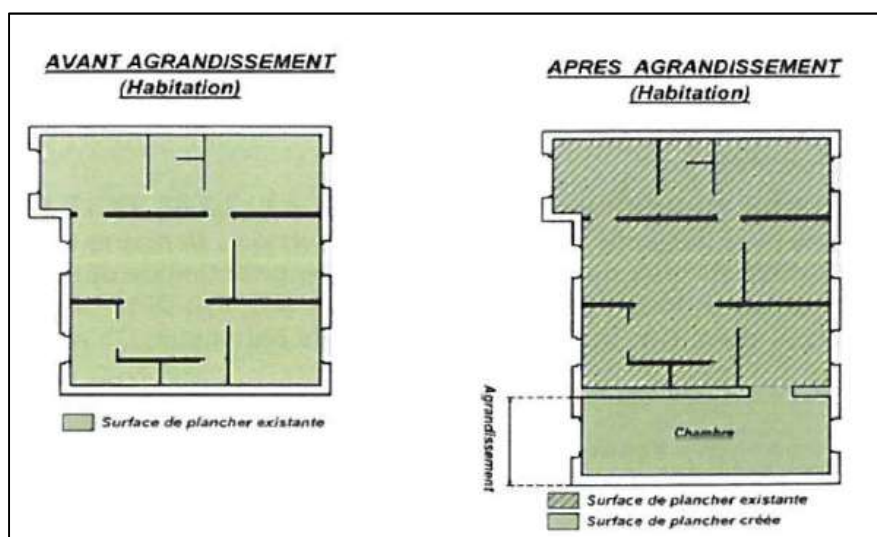 AVANT AGRANDISSEMENT
(Habitation)
Surface de plancher existante
APRES AGRANDISSEMENT
(Habitation)
Agrandissement
Chambre
Surface de plancher existante
Surface de plancher créée